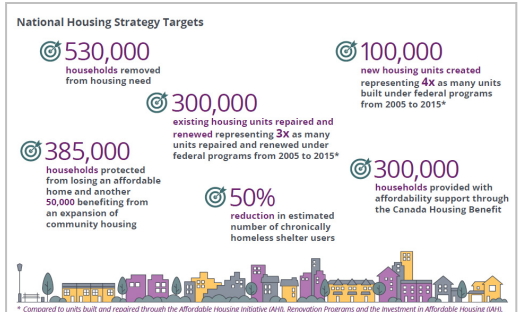 National Housing Strategy Targets
530,000
households removed
from housing need
100,000
new housing units created
representing 4x as many units
built under federal programs
from 2005 to 2015*
300,000
existing housing units repaired and
renewed representing 3x as many
units repaired and renewed under
federal programs from 2005 to 2015*
385,000
households protected
from losing an affordable
home and another
50,000 benefiting from
an expansion of
community housing
50%
reduction in estimated
number of chronically
homeless shelter users
300,000
households provided with
affordability support through
the Canada Housing Benefit
* Compared to units built and repaired through the Affordable Housing Initiative (AHI), Renovation Programs and the Investment in Affordable Housing (IAH).